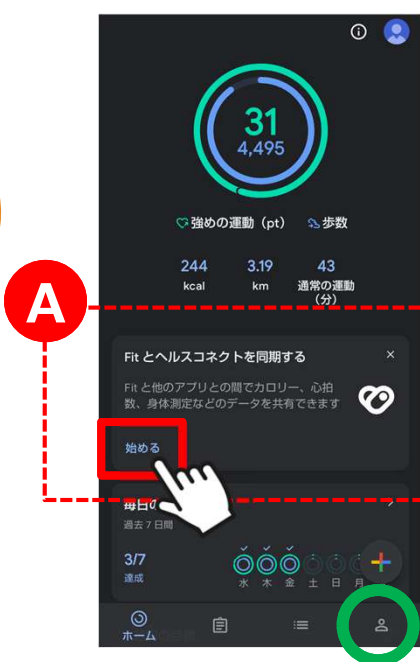 31
4,495
強めの運動（pt） 歩数
244 3.19 43
kcal km 通常の運動
（分）
A
Fit とヘルスコネクトを同期する ×
Fit と他のアプリとの間でカロリー、心拍
数、身体測定などのデータを共有できます
始める
毎日の
過去 7 日間
3/7
達成
水 木 金 土 日 月
ホーム